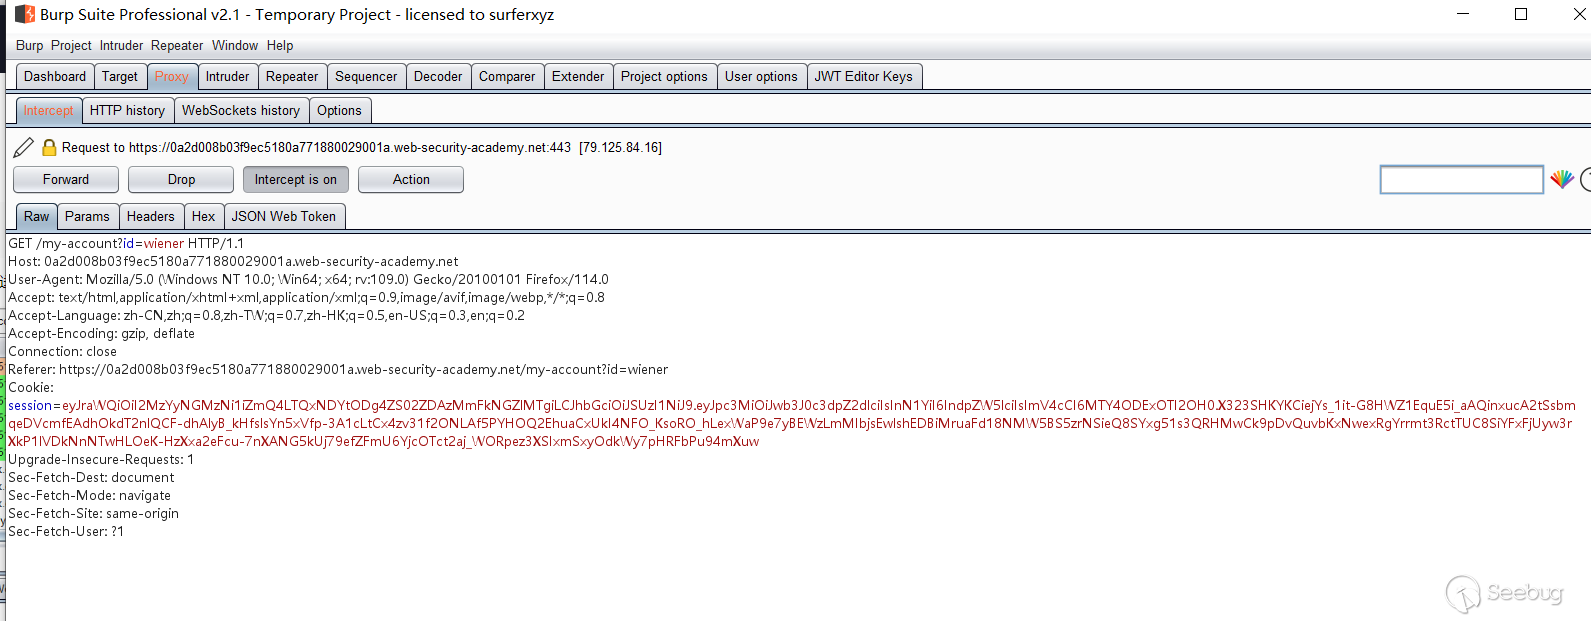 Burp Suite Professional v2.1 - Temporary Project - licensed to surferxyz
Burp Project Intruder Repeater Window Help
Dashboard Target Proxy Intruder Repeater Sequencer Decoder Comparer Extender Project options User options JWT Editor Keys
Intercept HTTP history WebSockets history Options
Request to https://0a2d008b03f9ec5180a771880029001a.web-security-academy.net:443 [79.125.84.16]
Forward Drop Intercept is on Action
Raw Params Headers Hex JSON Web Token
GET /my-account?id=wiener HTTP/1.1
Host: 0a2d008b03f9ec5180a771880029001a.web-security-academy.net
User-Agent: Mozilla/5.0 (Windows NT 10.0; Win64; x64; rv:109.0) Gecko/20100101 Firefox/114.0
Accept: text/html,application/xhtml+xml,application/xml;q=0.9,image/avif,image/webp,*/*;q=0.8
Accept-Language: zh-CN,zh;q=0.8,zh-TW;q=0.7,zh-HK;q=0.5,en-US;q=0.3,en;q=0.2
Accept-Encoding: gzip, deflate
Connection: close
Referer: https://0a2d008b03f9ec5180a771880029001a.web-security-academy.net/my-account?id=wiener
Cookie:
session=eyJraWQiOiI2MzYyNGMzNi1iZmQ4LTQxNDYtODg4ZS02ZDAzMmFkNGZlMTgiLCJhbGciOiJSUzI1NiJ9.eyJpc3MiOiJwb3J0c3dpZ2dlciIsInN1YiI6IndpZW5lciIsImV4cCI6MTY4ODExOTI2OH0.X323SHKYKCiejYs_1it-G8HWZ1EquE5i_aAQinxucA2tSsbm
qeDVcmfEAdhOkdT2nIQCF-dhAlyB_kHfsIsYn5xVfp-3A1cLtCx4zv31f2ONLAf5PYHOQ2EhuaCxUkI4NFO_KsoRO_hLexWaP9e7yBEWzLmMIbjsEwIshEDBiMruaFd18NMW5BS5zrNSieQ8SYxg51s3QRHMwCk9pDvQuvbKxNwexRgYrrmt3RctTUC8SiYFxFjUyw3r
XkP1IVDkNnNTwHLOeK-HzXxa2eFcu-7nXANG5kUj79efZFmU6YjcOTct2aj_WORpez3XSIxmSxyOdkWy7pHRFbPu94mXuw
Upgrade-Insecure-Requests: 1
Sec-Fetch-Dest: document
Sec-Fetch-Mode: navigate
Sec-Fetch-Site: same-origin
Sec-Fetch-User: ?1
Seebug